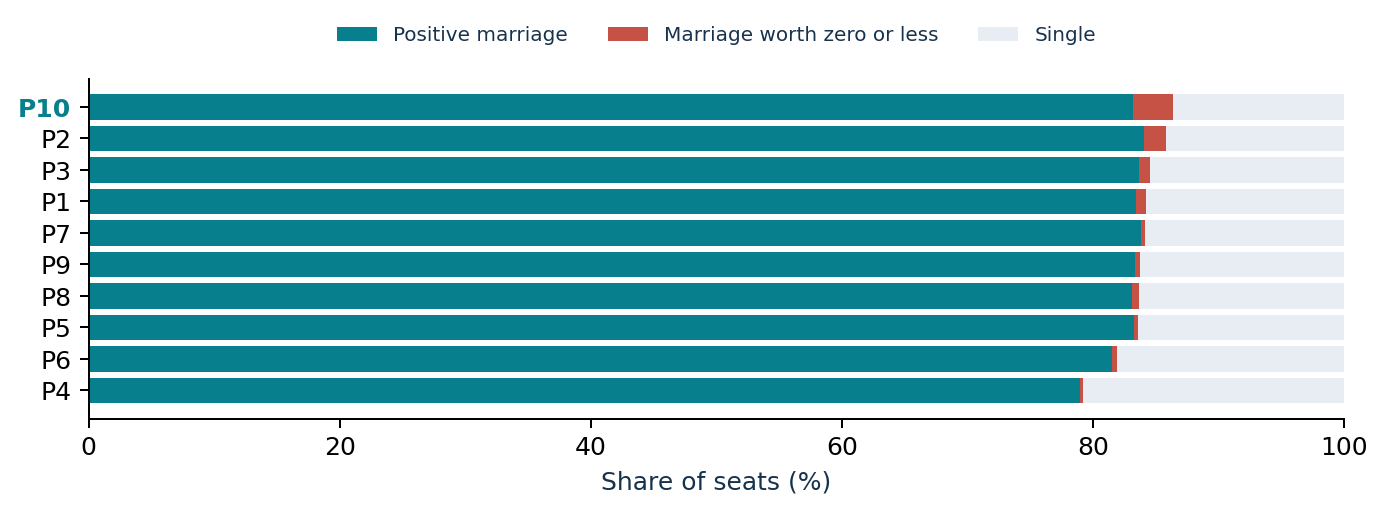 Positive marriage Marriage worth zero or less Single
P10
P2
P3
P1
P7
P9
P8
P5
P6
P4
0 20 40 60 80 100
Share of seats (%)